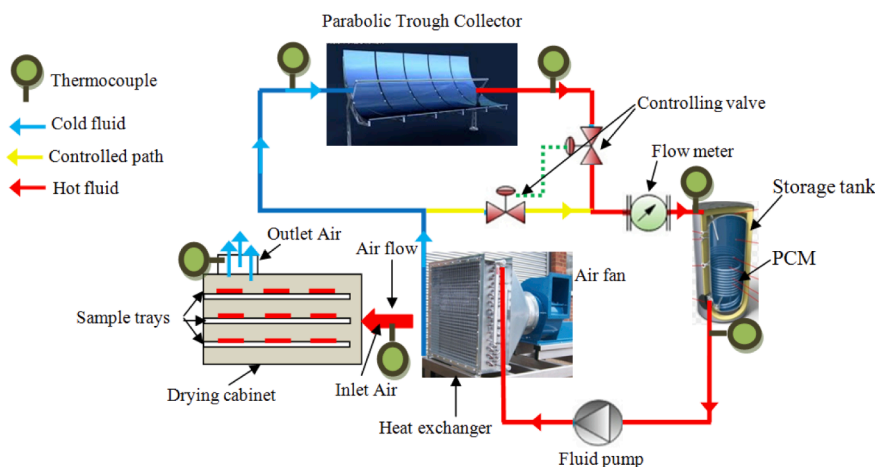 Parabolic Trough Collector
Thermocouple
Cold fluid
Controlled path
Hot fluid
Controlling valve
Flow meter
Storage tank
PCM
Outlet Air
Air flow
Air fan
Sample trays
Inlet Air
Drying cabinet
Heat exchanger
Fluid pump